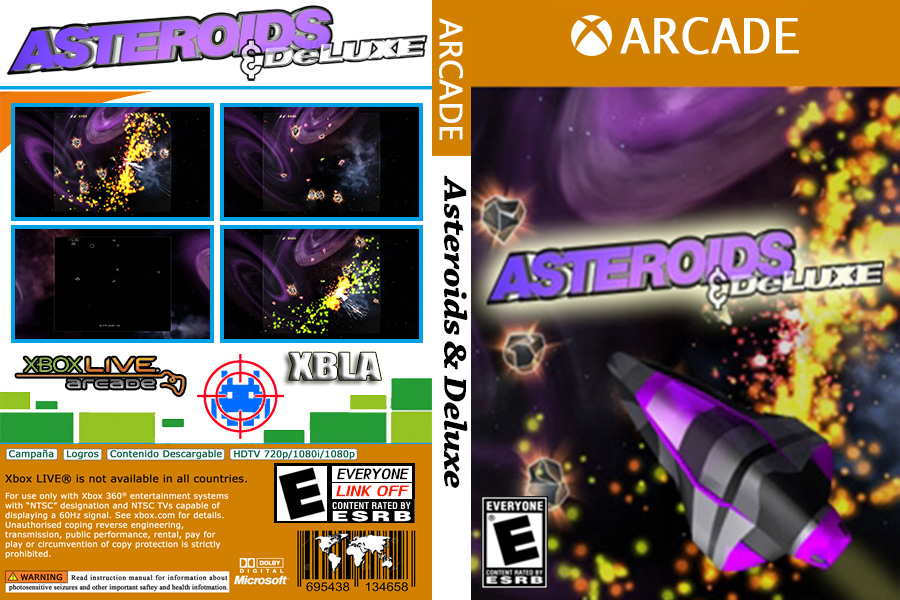 ASTEROIDS
& DeLUXE
XBOX LIVE
arcade
XBLA
Campaña Logros Contenido Descargable HDTV 720p/1080i/1080p
Xbox LIVE® is not available in all countries.
For use only with Xbox 360® entertainment systems
with “NTSC” designation and NTSC TVs capable of
displaying a 60Hz signal. See xbox.com for details.
Unauthorised coping reverse engineering,
transmission, public performance, rental, pay for
play or circumvention of copy protection is strictly
prohibited.
WARNING Read instruction manual for information about
photosensitive seizures and other important saftey and health infotmation.
E
EVERYONE
LINK OFF
CONTENT RATED BY
ESRB
DOLBY
DIGITAL
Microsoft
695438 134658
ARCADE
Asteroids & Deluxe
ARCADE
ASTEROIDS
& DeLUXE
EVERYONE
E
CONTENT RATED BY
ESRB